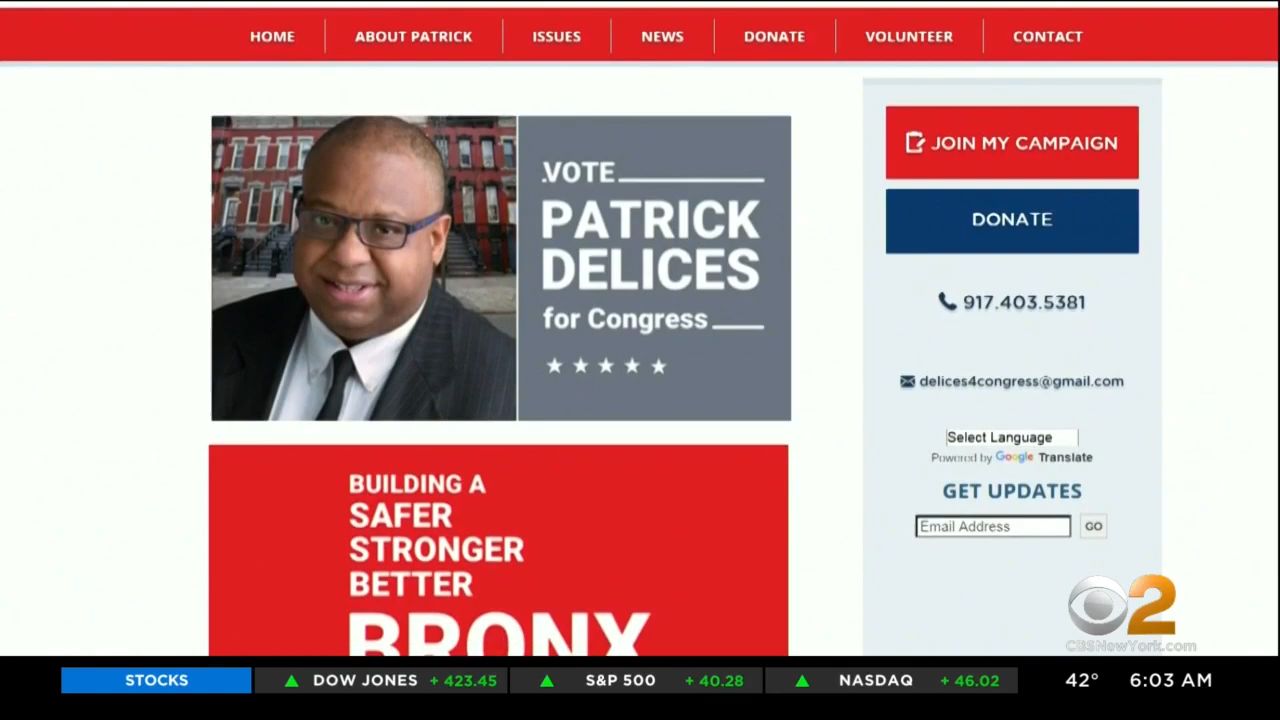 HOME
ABOUT PATRICK
ISSUES
NEWS
DONATE
VOLUNTEER
CONTACT
VOTE
PATRICK
DELICES
for Congress
BUILDING A
SAFER
STRONGER
BETTER
BRONX
JOIN MY CAMPAIGN
DONATE
917.403.5381
delices4congress@gmail.com
Select Language
Powered by Google Translate
GET UPDATES
Email Address GO
2
CBSNewYork.com
STOCKS DOW JONES + 423.45 S&P 500 + 40.28 NASDAQ + 46.02 42° 6:03 AM